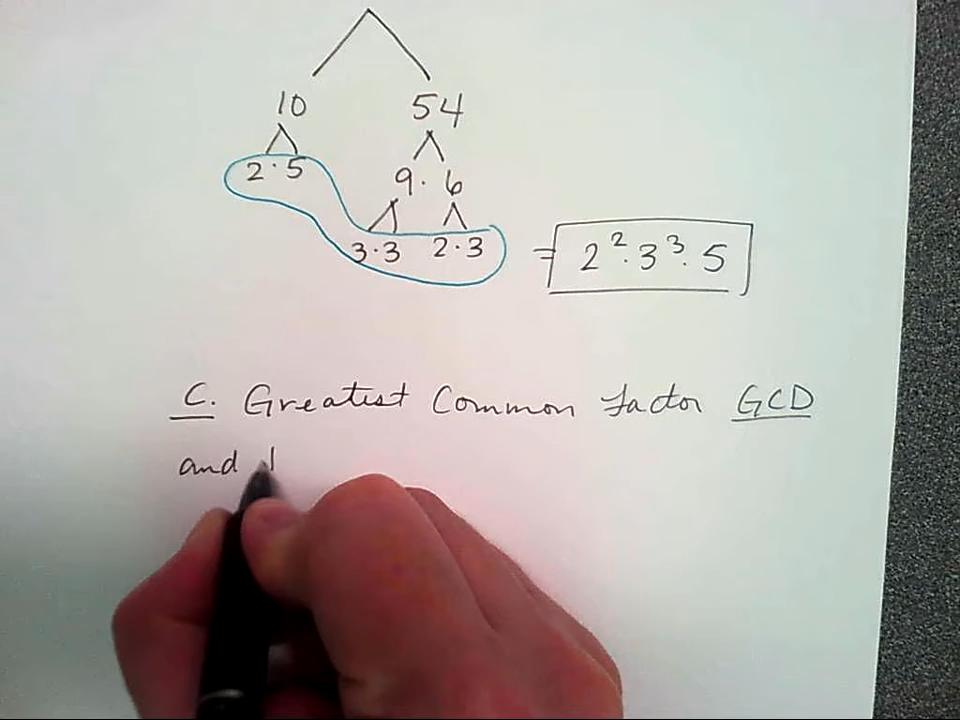 10 54
2 · 5
9 · 6
3 · 3 2 · 3 = 2² · 3³ · 5
C. Greatest Common factor GCD
and